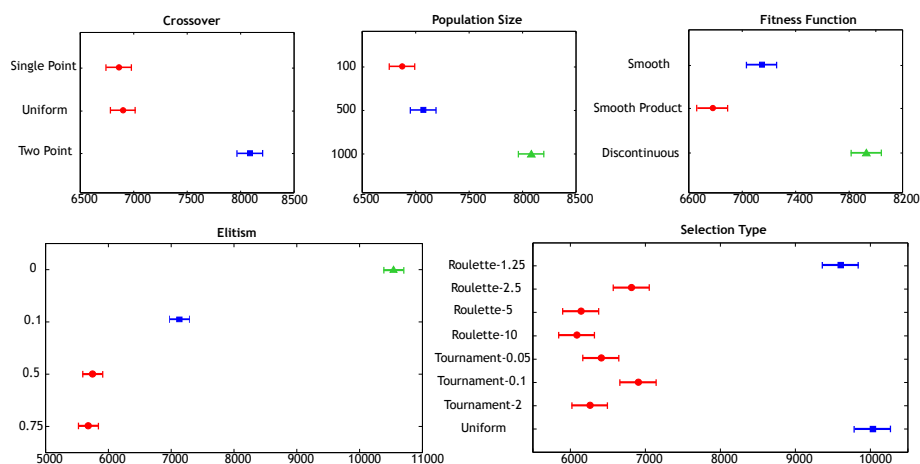 Crossover
Single Point
Uniform
Two Point
6500 7000 7500 8000 8500
Population Size
100
500
1000
6500 7000 7500 8000 8500
Fitness Function
Smooth
Smooth Product
Discontinuous
6600 7000 7400 7800 8200
Elitism
0
0.1
0.5
0.75
5000 6000 7000 8000 9000 10000 11000
Selection Type
Roulette-1.25
Roulette-2.5
Roulette-5
Roulette-10
Tournament-0.05
Tournament-0.1
Tournament-2
Uniform
6000 7000 8000 9000 10000